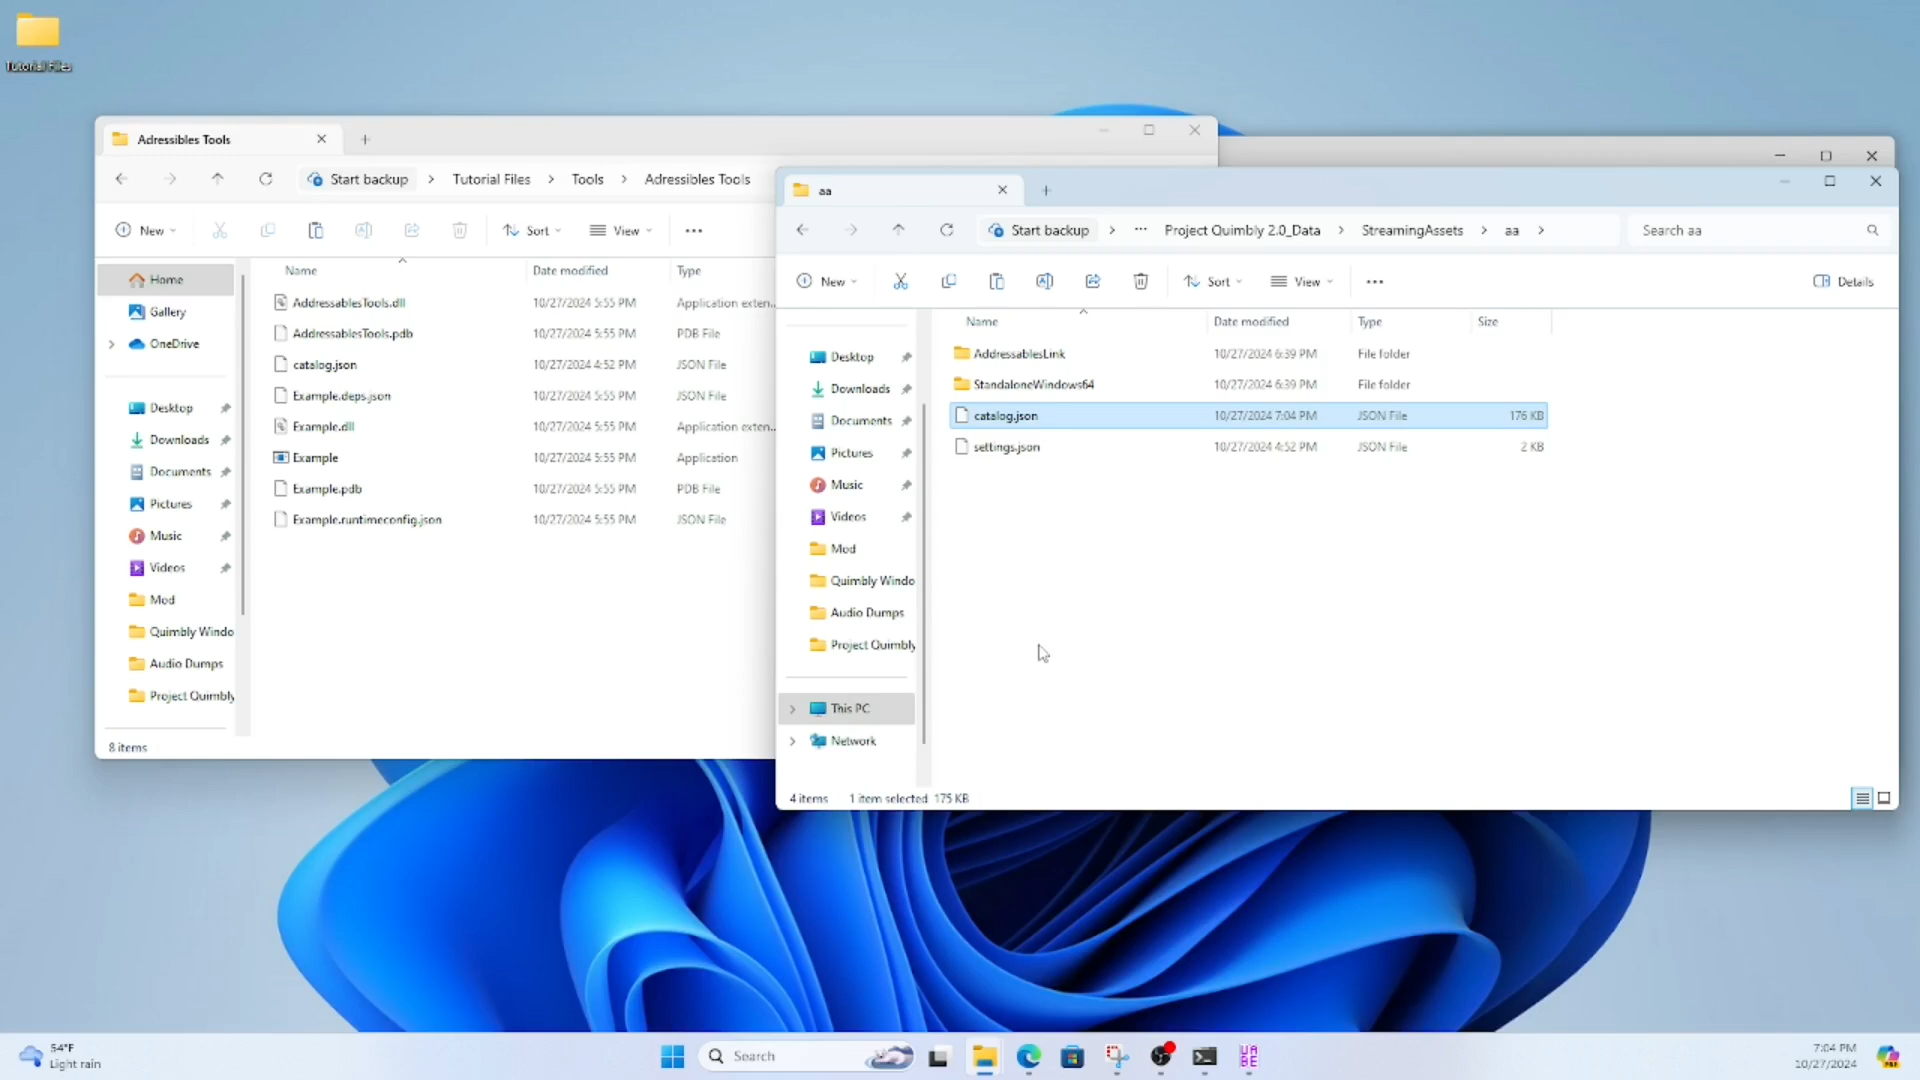 Tutorial Files
Adressibles Tools
Start backup
Tutorial Files
Tools
Adressibles Tools
New
Sort
View
Name
Date modified
Type
Home
Gallery
OneDrive
Desktop
Downloads
Documents
Pictures
Music
Videos
Mod
Quimbly Windo
Audio Dumps
Project Quimbly
AddressablesTools.dll 10/27/2024 5:55 PM Application exten...
AddressablesTools.pdb 10/27/2024 5:55 PM PDB File
catalog.json 10/27/2024 4:52 PM JSON File
Example.deps.json 10/27/2024 5:55 PM JSON File
Example.dll 10/27/2024 5:55 PM Application exten...
Example 10/27/2024 5:55 PM Application
Example.pdb 10/27/2024 5:55 PM PDB File
Example.runtimeconfig.json 10/27/2024 5:55 PM JSON File
8 items
aa
Start backup
Project Quimbly 2.0_Data
StreamingAssets
aa
Search aa
New
Sort
View
Details
Name
Date modified
Type
Size
Desktop
Downloads
Documents
Pictures
Music
Videos
Mod
Quimbly Windo
Audio Dumps
Project Quimbly
This PC
Network
AddressablesLink 10/27/2024 6:39 PM File folder
StandaloneWindows64 10/27/2024 6:39 PM File folder
catalog.json 10/27/2024 7:04 PM JSON File 176 KB
settings.json 10/27/2024 4:52 PM JSON File 2 KB
4 items 1 item selected 175 KB
54°F
Light rain
Search
UA
BE
7:04 PM
10/27/2024